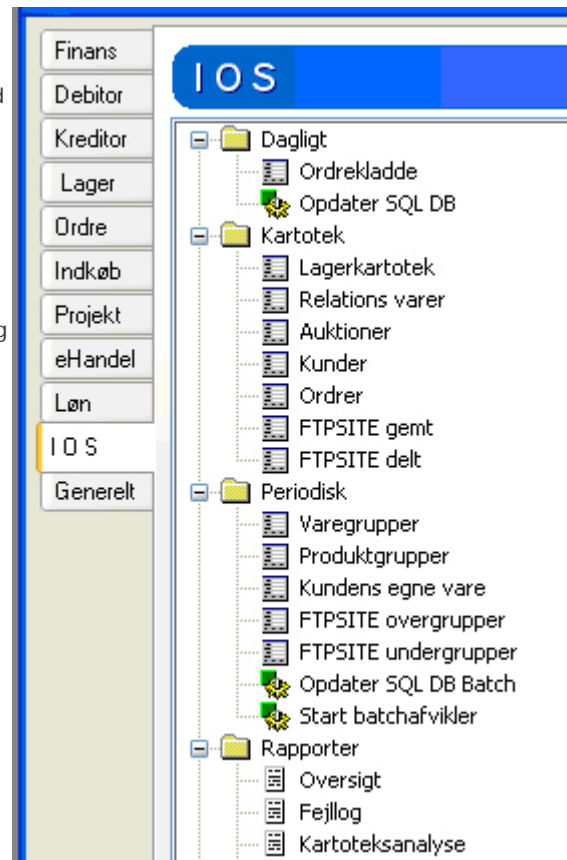 Finans
Debitor
Kreditor
Lager
Ordre
Indkøb
Projekt
eHandel
Løn
I O S
Generelt
I O S
Dagligt
Ordrekladde
Opdater SQL DB
Kartotek
Lagerkartotek
Relations varer
Auktioner
Kunder
Ordrer
FTPSITE gemt
FTPSITE delt
Periodisk
Varegrupper
Produktgrupper
Kundens egne vare
FTPSITE overgrupper
FTPSITE undergrupper
Opdater SQL DB Batch
Start batchafvikler
Rapporter
Oversigt
Fejllog
Kartoteksanalyse